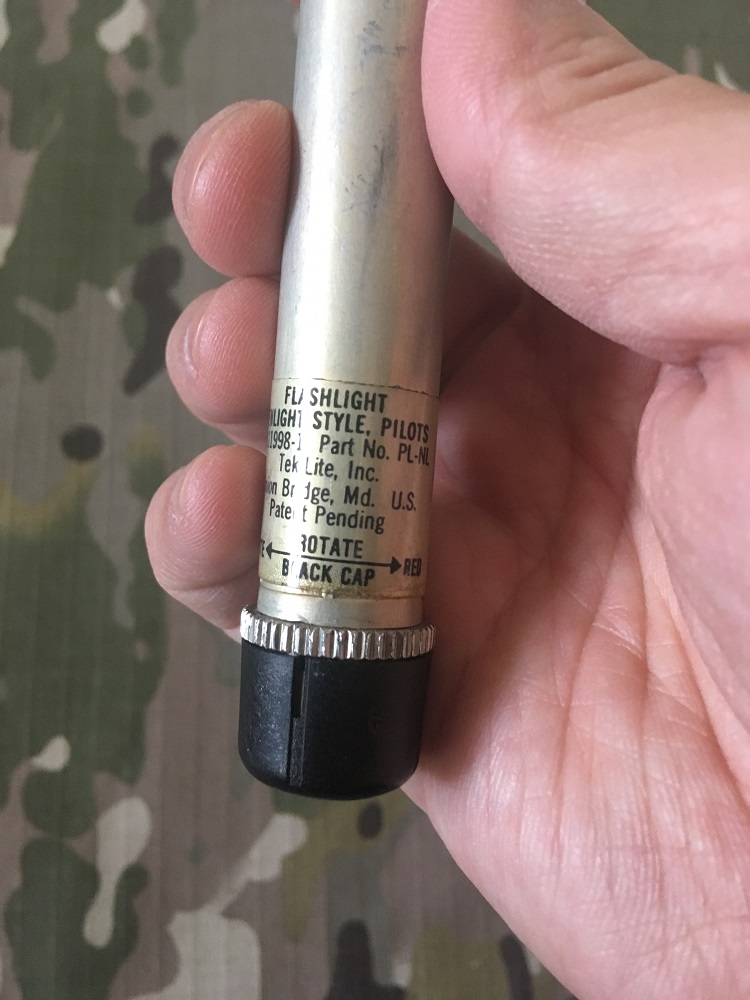 FLASHLIGHT
STYLE, PILOTS
Part No. PL-NL
Tek Lite, Inc.
Bridge, Md. U.S.
Patent Pending
ROTATE
BLACK CAP RED